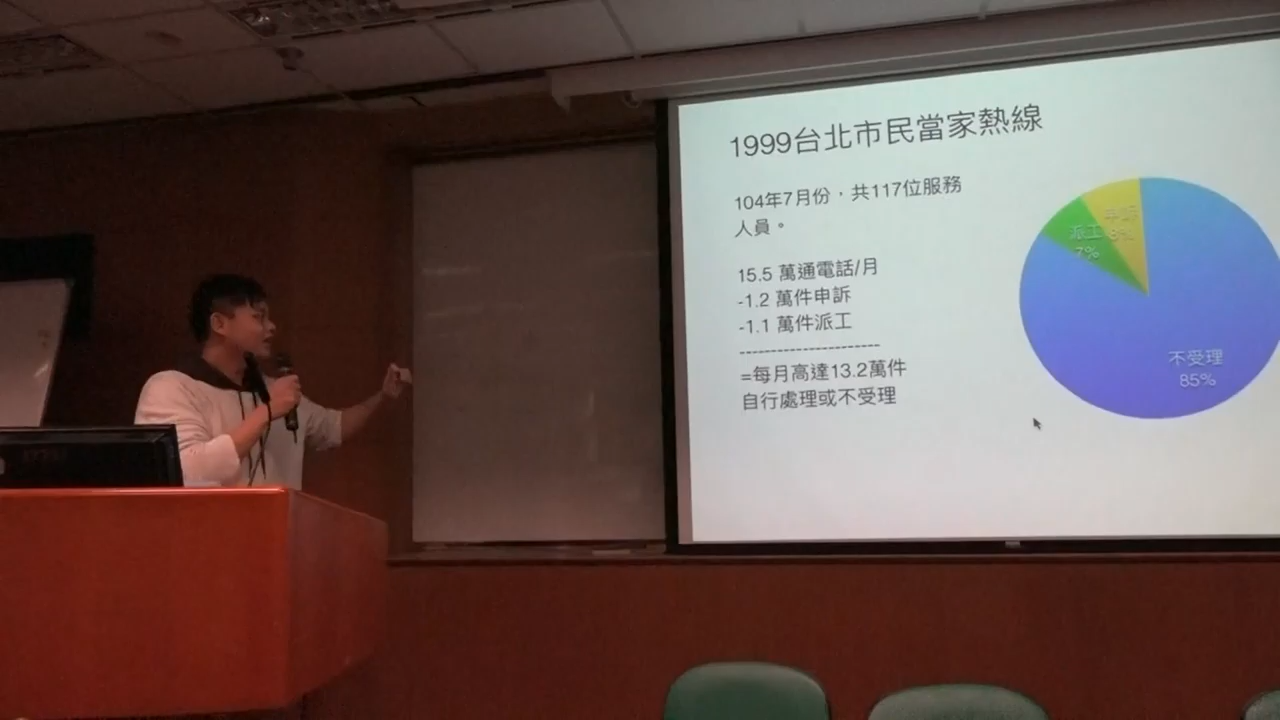 1999台北市民當家熱線
104年7月份，共117位服務
人員。
15.5 萬通電話/月
-1.2 萬件申訴
-1.1 萬件派工
----------------------
=每月高達13.2萬件
自行處理或不受理
申訴
8%
派工
7%
不受理
85%